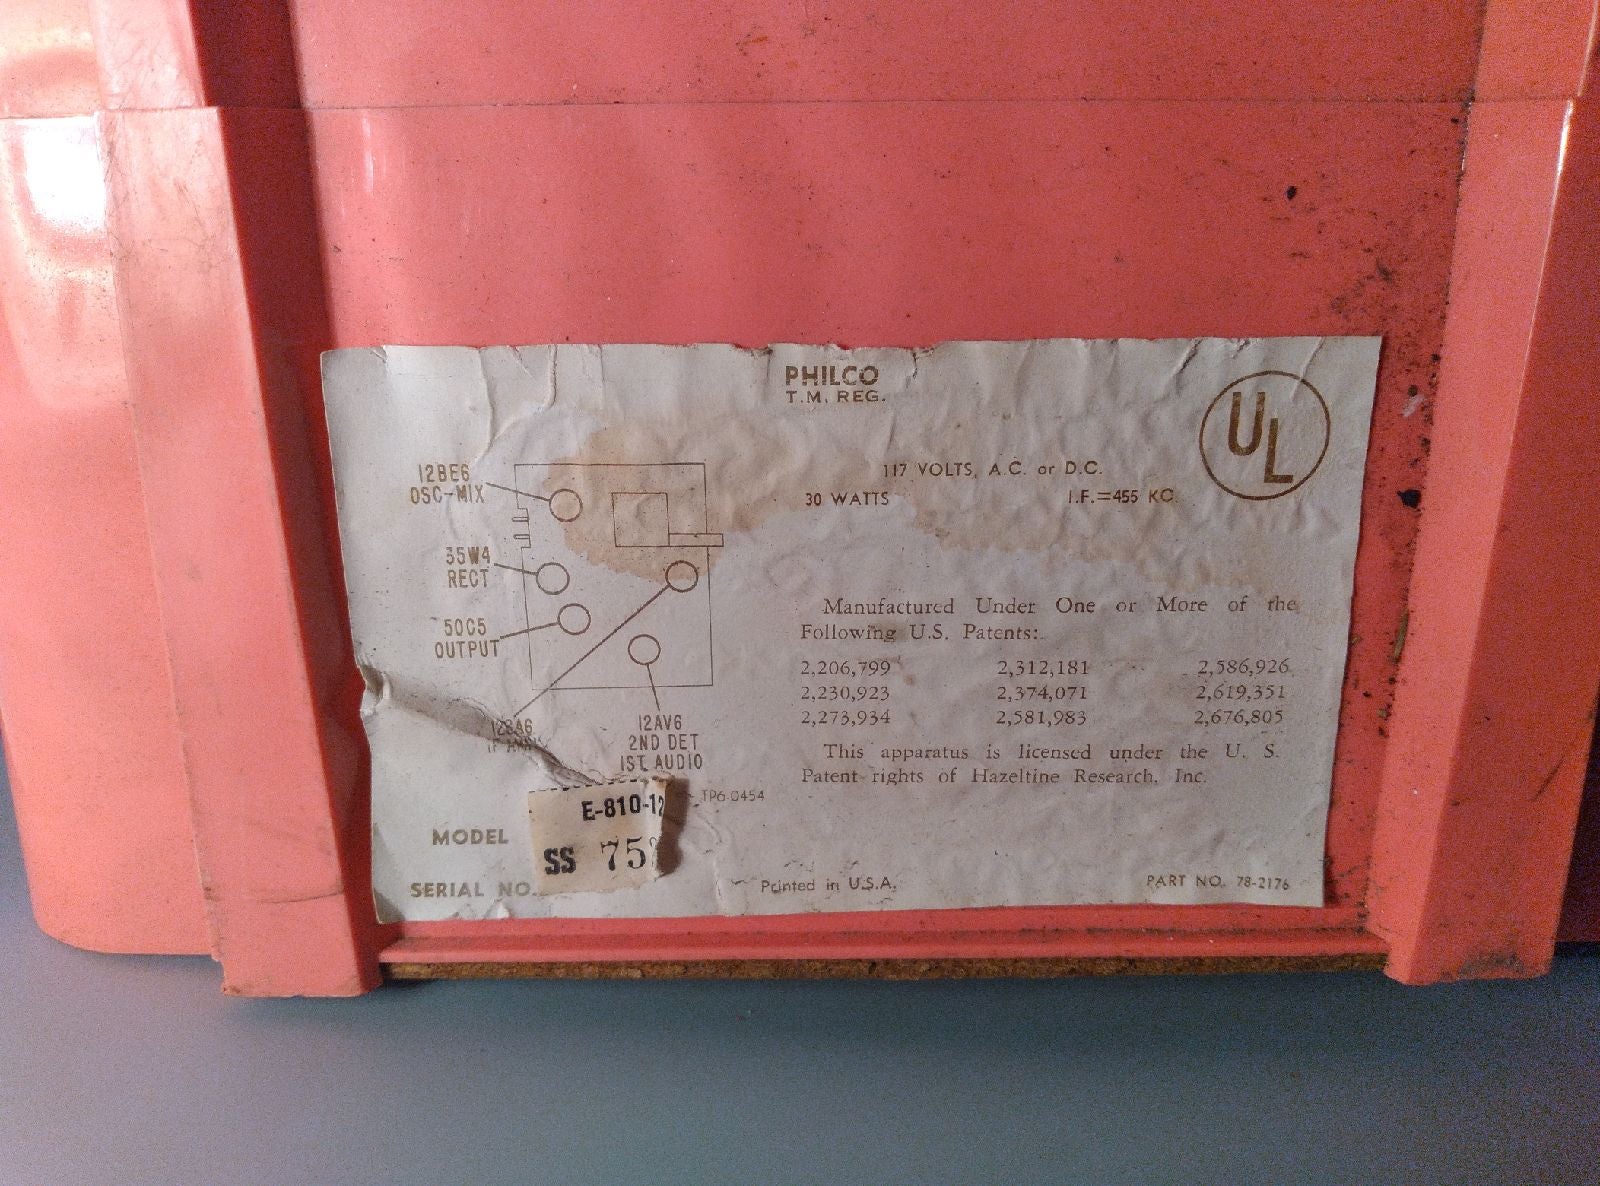 PHILCO
T.M. REG.
UL
117 VOLTS, A.C. or D.C.
30 WATTS I.F.=455 KC
12BE6
OSC-MIX
35W4
RECT
50C5
OUTPUT
12BA6
12AV6
2ND DET
1ST AUDIO
TP6-0454
Manufactured Under One or More of the
Following U.S. Patents:
2,206,799 2,312,181 2,586,926
2,230,923 2,374,071 2,619,351
2,273,934 2,581,983 2,676,805
This apparatus is licensed under the U. S.
Patent rights of Hazeltine Research, Inc.
E-810-12
MODEL
SS 75
SERIAL NO.
Printed in U.S.A.
PART NO. 78-2176